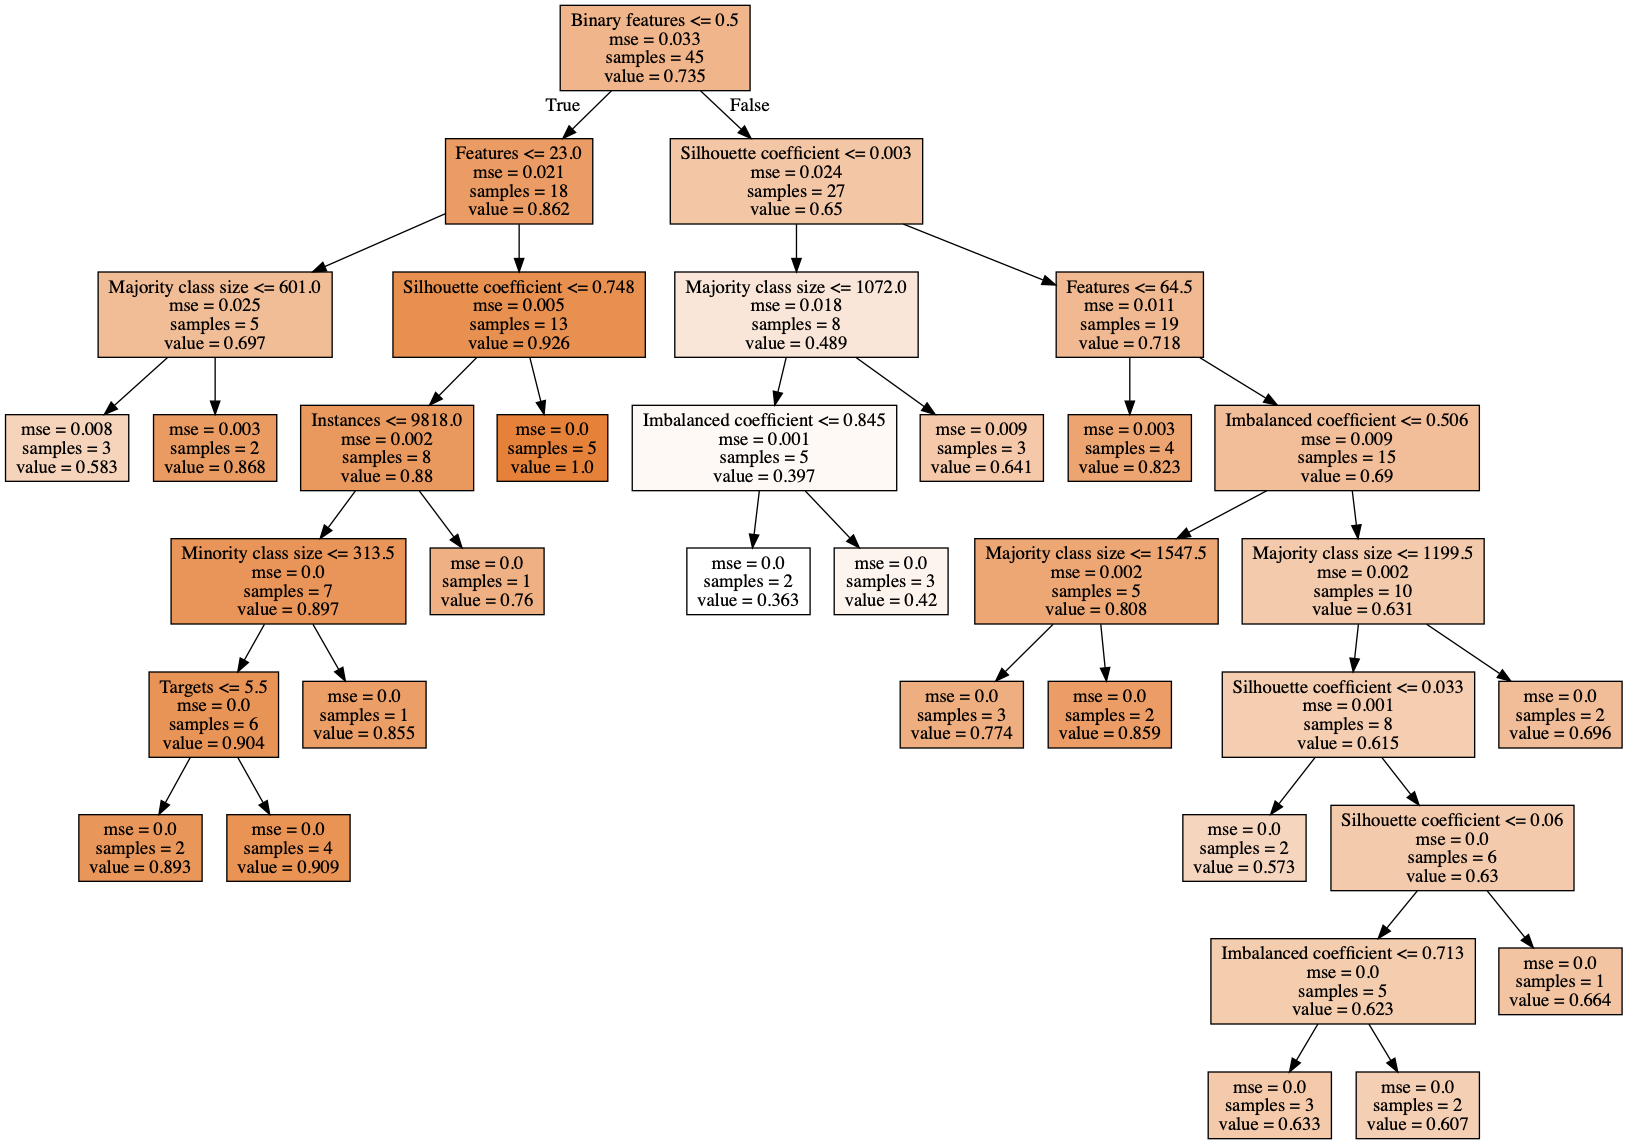 Binary features <= 0.5
mse = 0.033
samples = 45
value = 0.735
True
False
Features <= 23.0
mse = 0.021
samples = 18
value = 0.862
Silhouette coefficient <= 0.003
mse = 0.024
samples = 27
value = 0.65
Majority class size <= 601.0
mse = 0.025
samples = 5
value = 0.697
Silhouette coefficient <= 0.748
mse = 0.005
samples = 13
value = 0.926
Majority class size <= 1072.0
mse = 0.018
samples = 8
value = 0.489
Features <= 64.5
mse = 0.011
samples = 19
value = 0.718
mse = 0.008
samples = 3
value = 0.583
mse = 0.003
samples = 2
value = 0.868
Instances <= 9818.0
mse = 0.002
samples = 8
value = 0.88
mse = 0.0
samples = 5
value = 1.0
Imbalanced coefficient <= 0.845
mse = 0.001
samples = 5
value = 0.397
mse = 0.009
samples = 3
value = 0.641
mse = 0.003
samples = 4
value = 0.823
Imbalanced coefficient <= 0.506
mse = 0.009
samples = 15
value = 0.69
Minority class size <= 313.5
mse = 0.0
samples = 7
value = 0.897
mse = 0.0
samples = 1
value = 0.76
mse = 0.0
samples = 2
value = 0.363
mse = 0.0
samples = 3
value = 0.42
Majority class size <= 1547.5
mse = 0.002
samples = 5
value = 0.808
Majority class size <= 1199.5
mse = 0.002
samples = 10
value = 0.631
Targets <= 5.5
mse = 0.0
samples = 6
value = 0.904
mse = 0.0
samples = 1
value = 0.855
mse = 0.0
samples = 3
value = 0.774
mse = 0.0
samples = 2
value = 0.859
Silhouette coefficient <= 0.033
mse = 0.001
samples = 8
value = 0.615
mse = 0.0
samples = 2
value = 0.696
mse = 0.0
samples = 2
value = 0.893
mse = 0.0
samples = 4
value = 0.909
mse = 0.0
samples = 2
value = 0.573
Silhouette coefficient <= 0.06
mse = 0.0
samples = 6
value = 0.63
Imbalanced coefficient <= 0.713
mse = 0.0
samples = 5
value = 0.623
mse = 0.0
samples = 1
value = 0.664
mse = 0.0
samples = 3
value = 0.633
mse = 0.0
samples = 2
value = 0.607